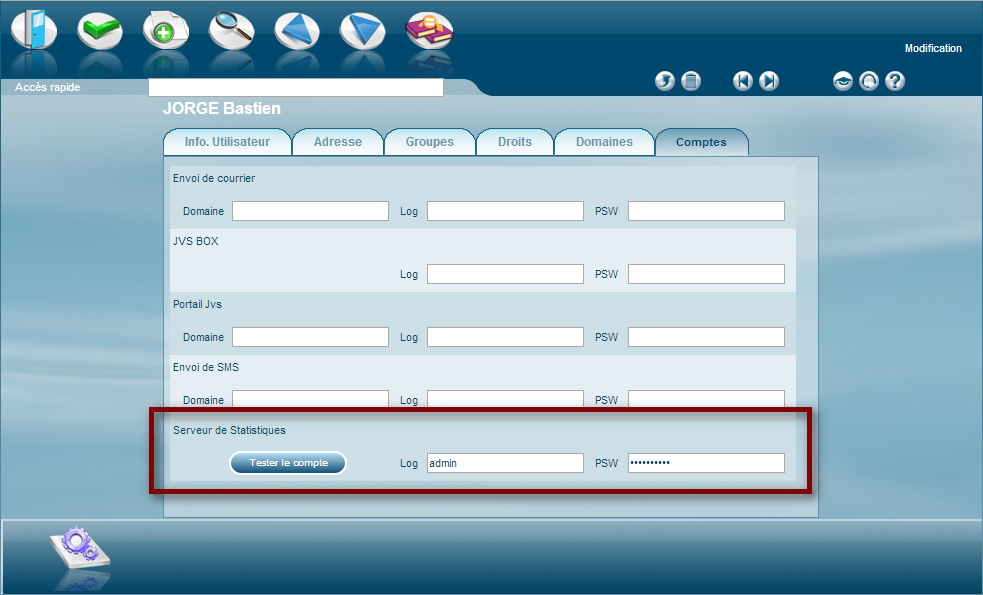 Modification
Accès rapide
JORGE Bastien
Info. Utilisateur Adresse Groupes Droits Domaines Comptes
Envoi de courrier
Domaine Log PSW
JVS BOX
Log PSW
Portail Jvs
Domaine Log PSW
Envoi de SMS
Domaine Log PSW
Serveur de Statistiques
Tester le compte Log admin PSW ••••••••••